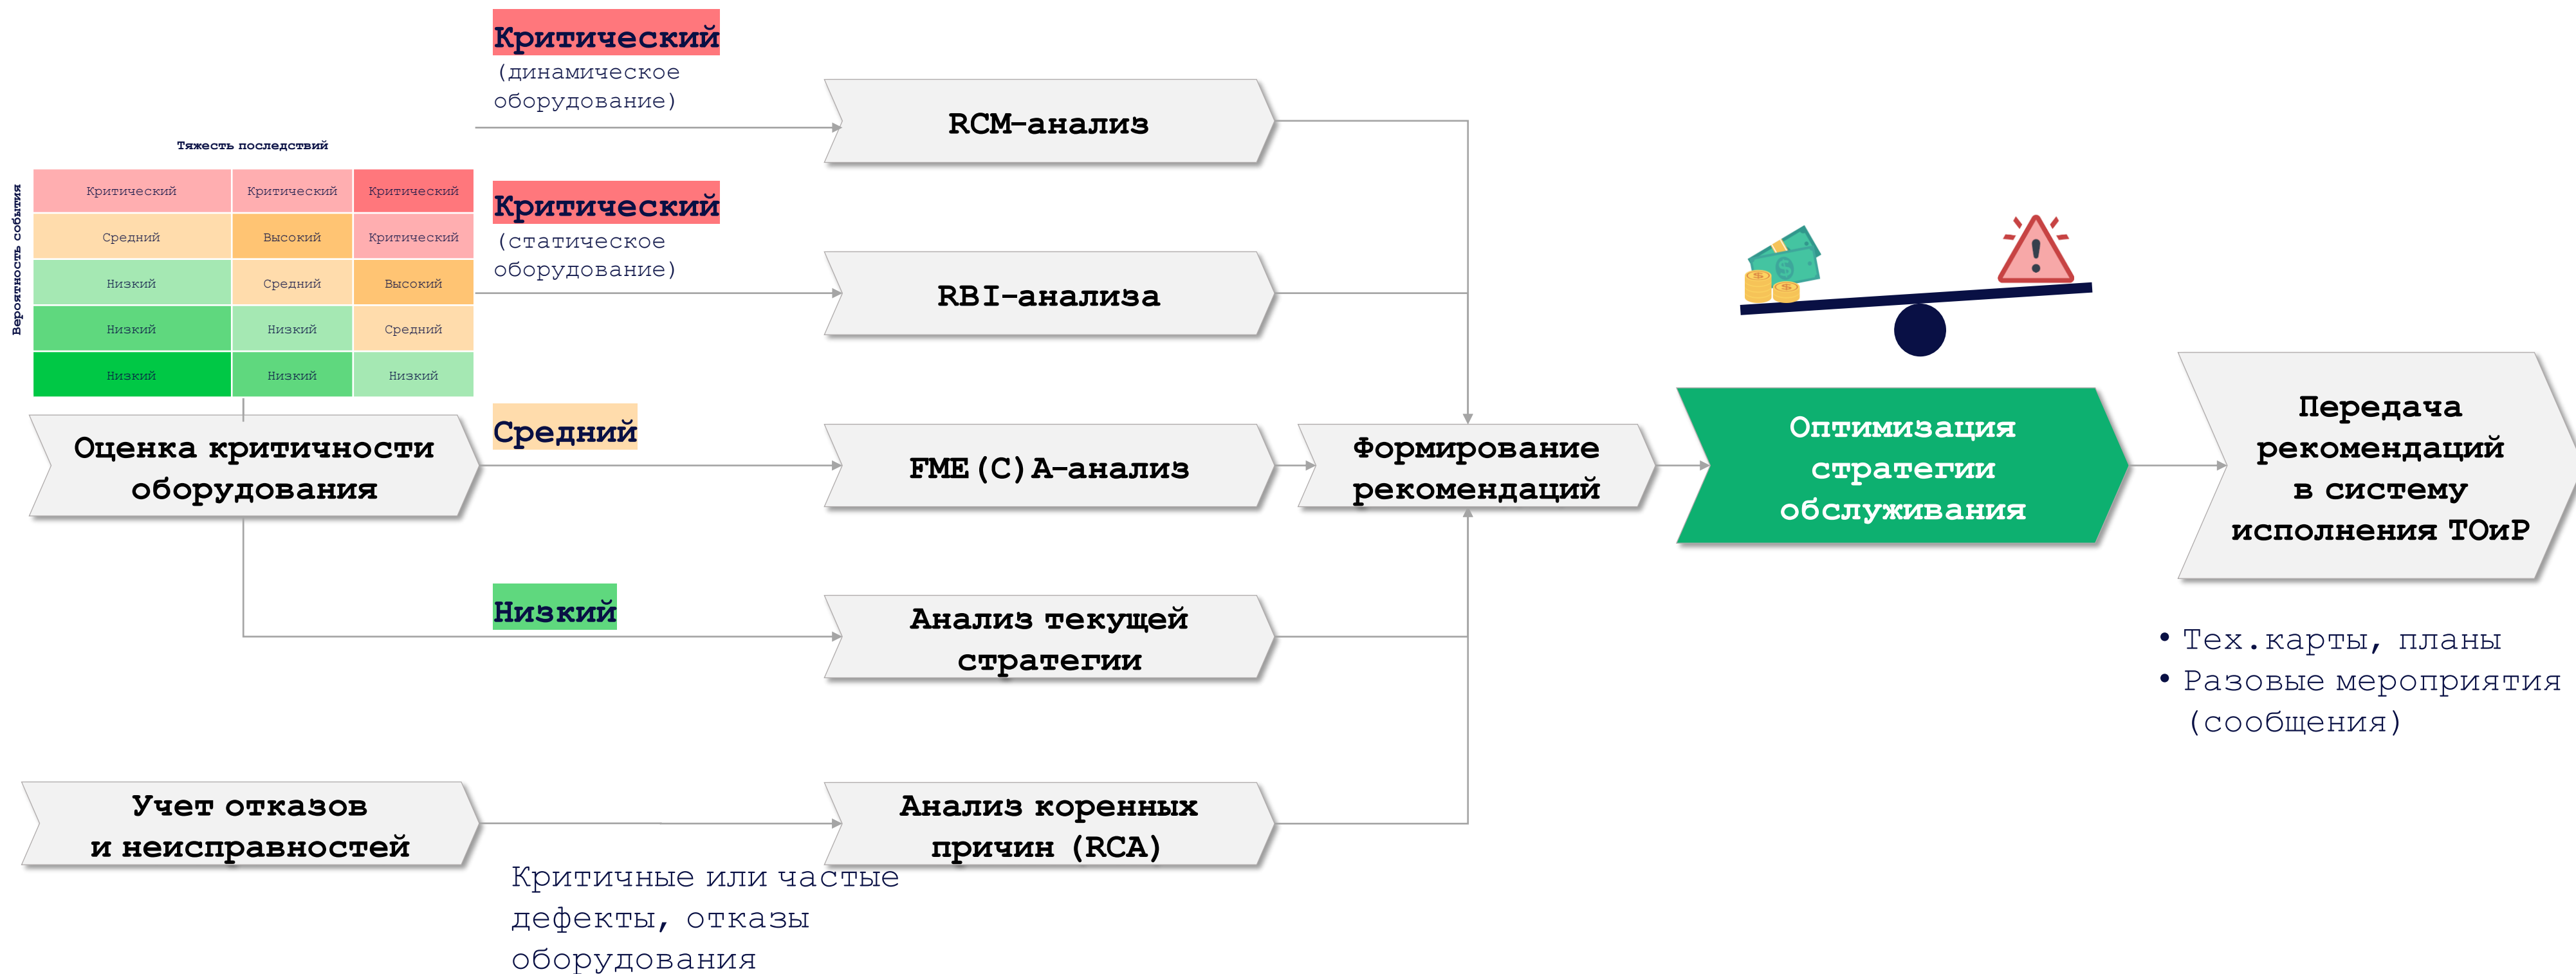 Критический
(динамическое
оборудование)
RCM-анализ
Тяжесть последствий
Вероятность события
Критический Критический Критический
Средний Высокий Критический
Низкий Средний Высокий
Низкий Низкий Средний
Низкий Низкий Низкий
Критический
(статическое
оборудование)
RBI-анализа
Оценка критичности
оборудования
Средний
FME(C)A-анализ
Формирование
рекомендаций
Оптимизация
стратегии
обслуживания
Передача
рекомендаций
в систему
исполнения ТОиР
Низкий
Анализ текущей
стратегии
• Тех.карты, планы
• Разовые мероприятия
(сообщения)
Учет отказов
и неисправностей
Анализ коренных
причин (RCA)
Критичные или частые
дефекты, отказы
оборудования